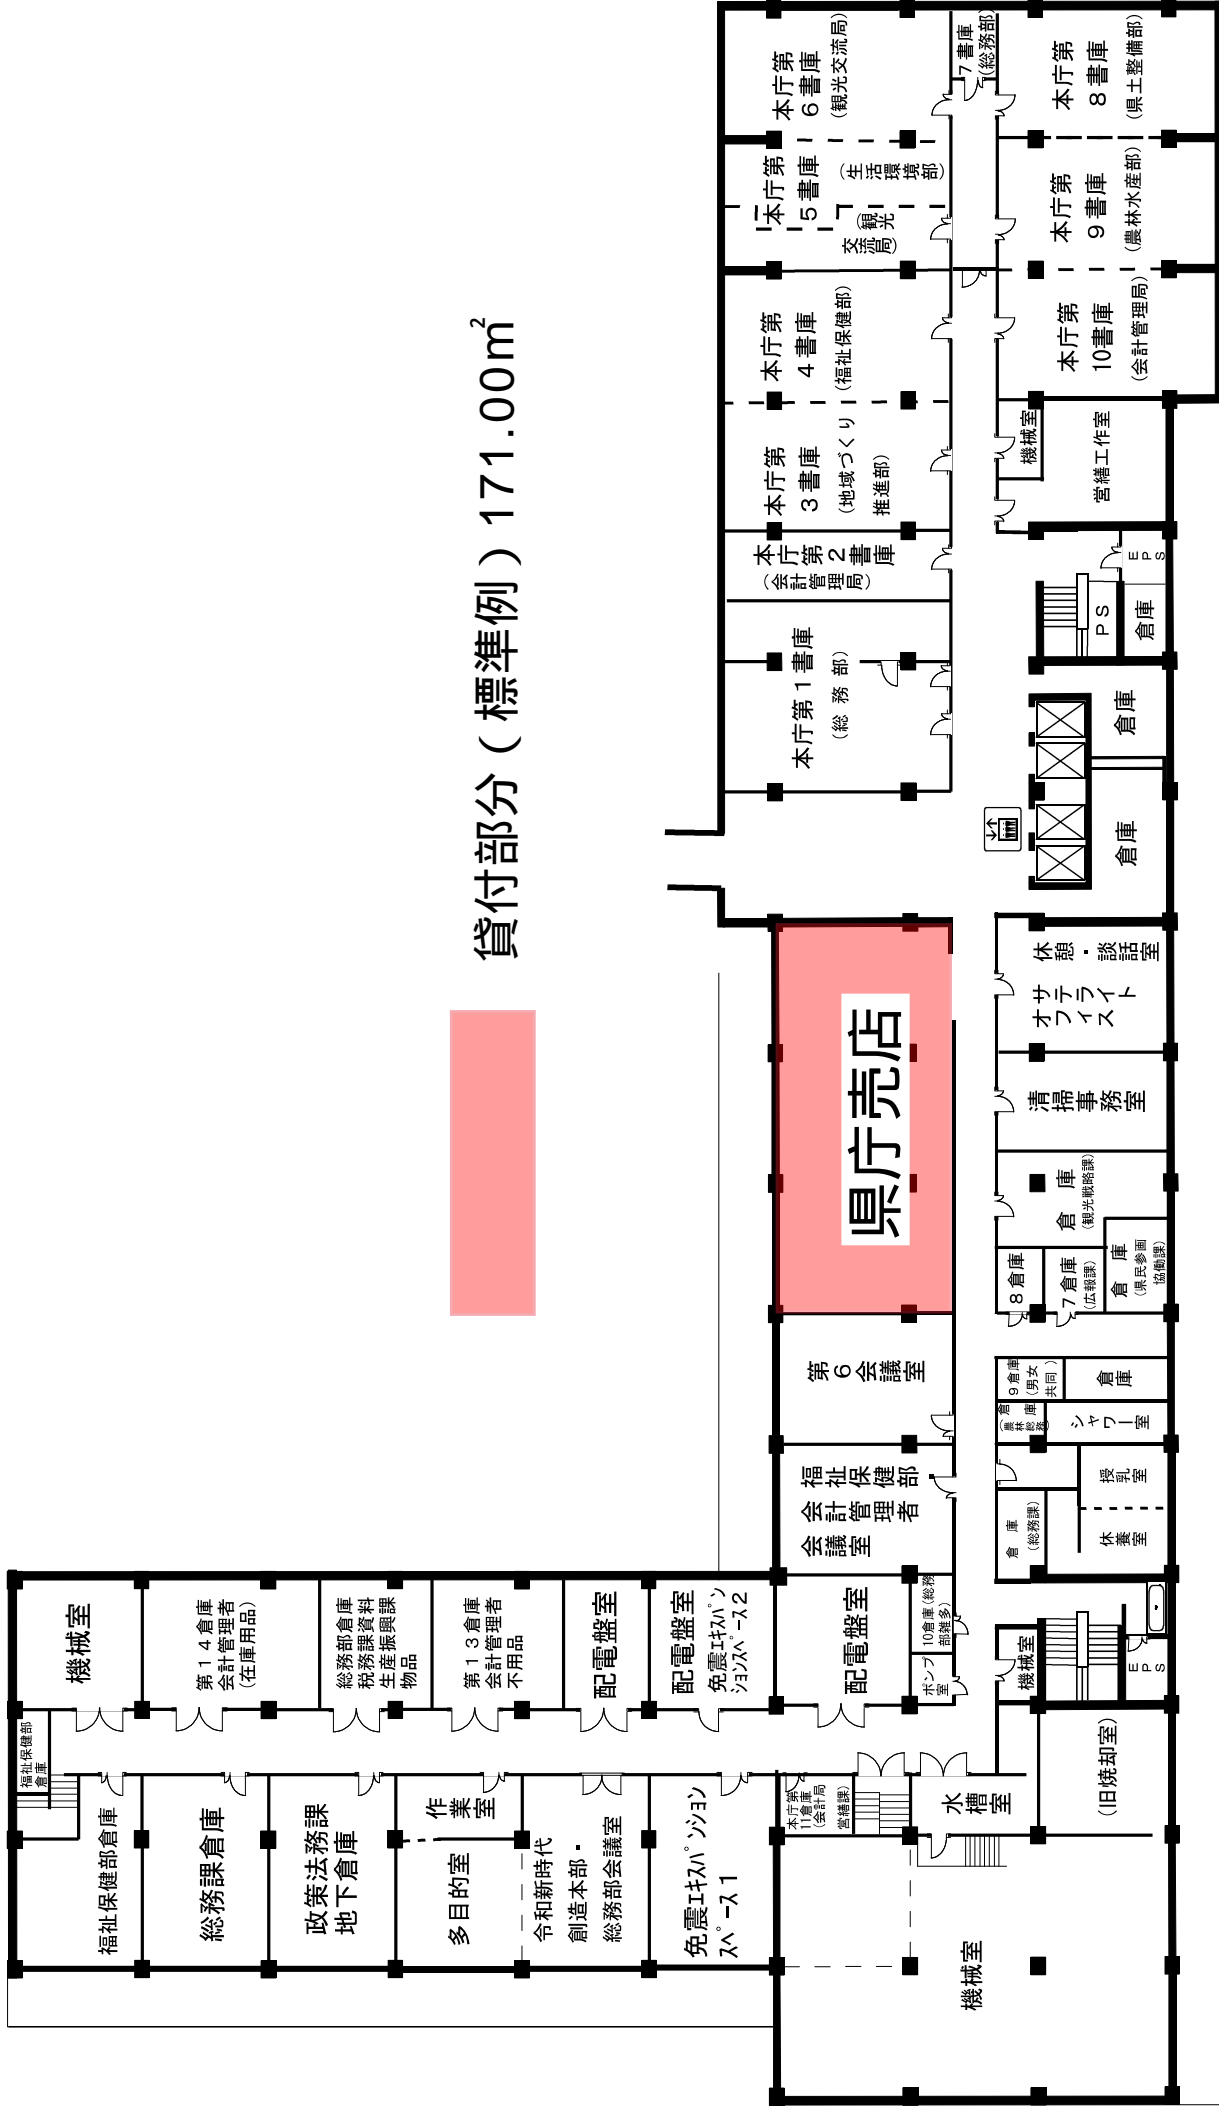 貸付部分（標準例）171.00㎡
機械室
第１４倉庫
会計管理者
(在庫用品)
総務部倉庫
税務課資料
生産振興課
物品
第１３倉庫
会計管理者
不用品
配電盤室
配電盤室
免震ｴｷｽﾊﾟﾝ
ｼｮﾝｽﾍﾟｰｽ２
配電盤室
10倉庫(総務
部雑多)
ポンプ
室
福祉保健部
倉庫
福祉保健部倉庫
総務課倉庫
政策法務課
地下倉庫
作業室
多目的室
令和新時代
創造本部・
総務部会議室
免震ｴｷｽﾊﾟﾝｼｮﾝ
ｽﾍﾟｰｽ１
本庁第
11倉庫
(会計局
営繕課)
水槽室
機械室
(旧焼却室)
機械室
EPS
福祉保健部・
会計管理者
会議室
第６会議室
県庁売店
倉庫
(総務課)
休養室
授乳室
シャワー室
倉庫
(農林総務)
９倉庫
(男女
共同)
倉庫
８倉庫
７倉庫
(広報課)
倉庫
(県民参画
協働課)
倉庫
(観光戦略課)
清掃事務室
サテライト
オフィス
休憩・談話室
倉庫
倉庫
倉庫
PS
EPS
本庁第１書庫
(総務部)
本庁第２書庫
(会計管理局)
本庁第
３書庫
(地域づくり
推進部)
本庁第
４書庫
(福祉保健部)
本庁第
５書庫
(生活環境部)
(観光
交流局)
本庁第
６書庫
(観光交流局)
７書庫
(総務部)
本庁第
８書庫
(県土整備部)
本庁第
９書庫
(農林水産部)
本庁第
10書庫
(会計管理局)
機械室
営繕工作室